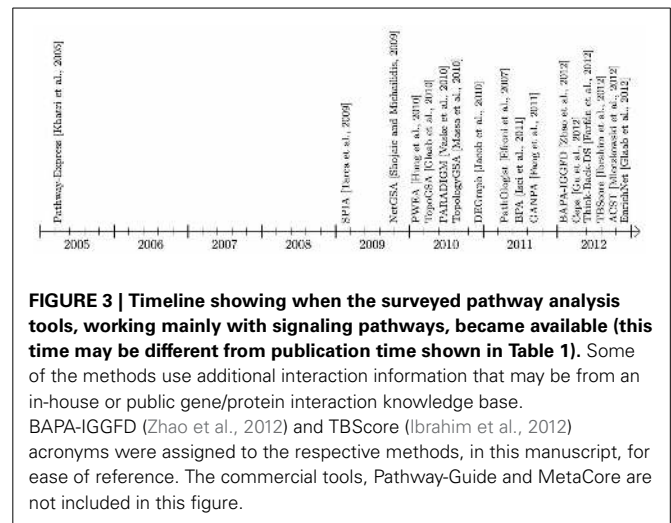 Pathway-Express [Khatri et al., 2005]
SPIA [Tarca et al., 2009]
NetGSA [Shojaie and Michailidis, 2009]
PWEA [Hung et al., 2010]
TopoGSA [Glaab et al., 2010]
PARADIGM [Vaske et al., 2010]
TopologyGSA [Massa et al., 2010]
DEGraph [Jacob et al., 2010]
PathOlogist [Efroni et al., 2007]
BPA [Isci et al., 2011]
GANPA [Fang et al., 2011]
BAPA-IGGFD [Zhao et al., 2012]
Cepa [Gu et al., 2012]
Think-Back-DS [Farfán et al., 2012]
TBScore [Ibrahim et al., 2012]
ACST [Mieczkowski et al., 2012]
EnrichNet [Glaab et al., 2012]
2005 2006 2007 2008 2009 2010 2011 2012
FIGURE 3 | Timeline showing when the surveyed pathway analysis
tools, working mainly with signaling pathways, became available (this
time may be different from publication time shown in Table 1). Some
of the methods use additional interaction information that may be from an
in-house or public gene/protein interaction knowledge base.
BAPA-IGGFD (Zhao et al., 2012) and TBScore (Ibrahim et al., 2012)
acronyms were assigned to the respective methods, in this manuscript, for
ease of reference. The commercial tools, Pathway-Guide and MetaCore are
not included in this figure.